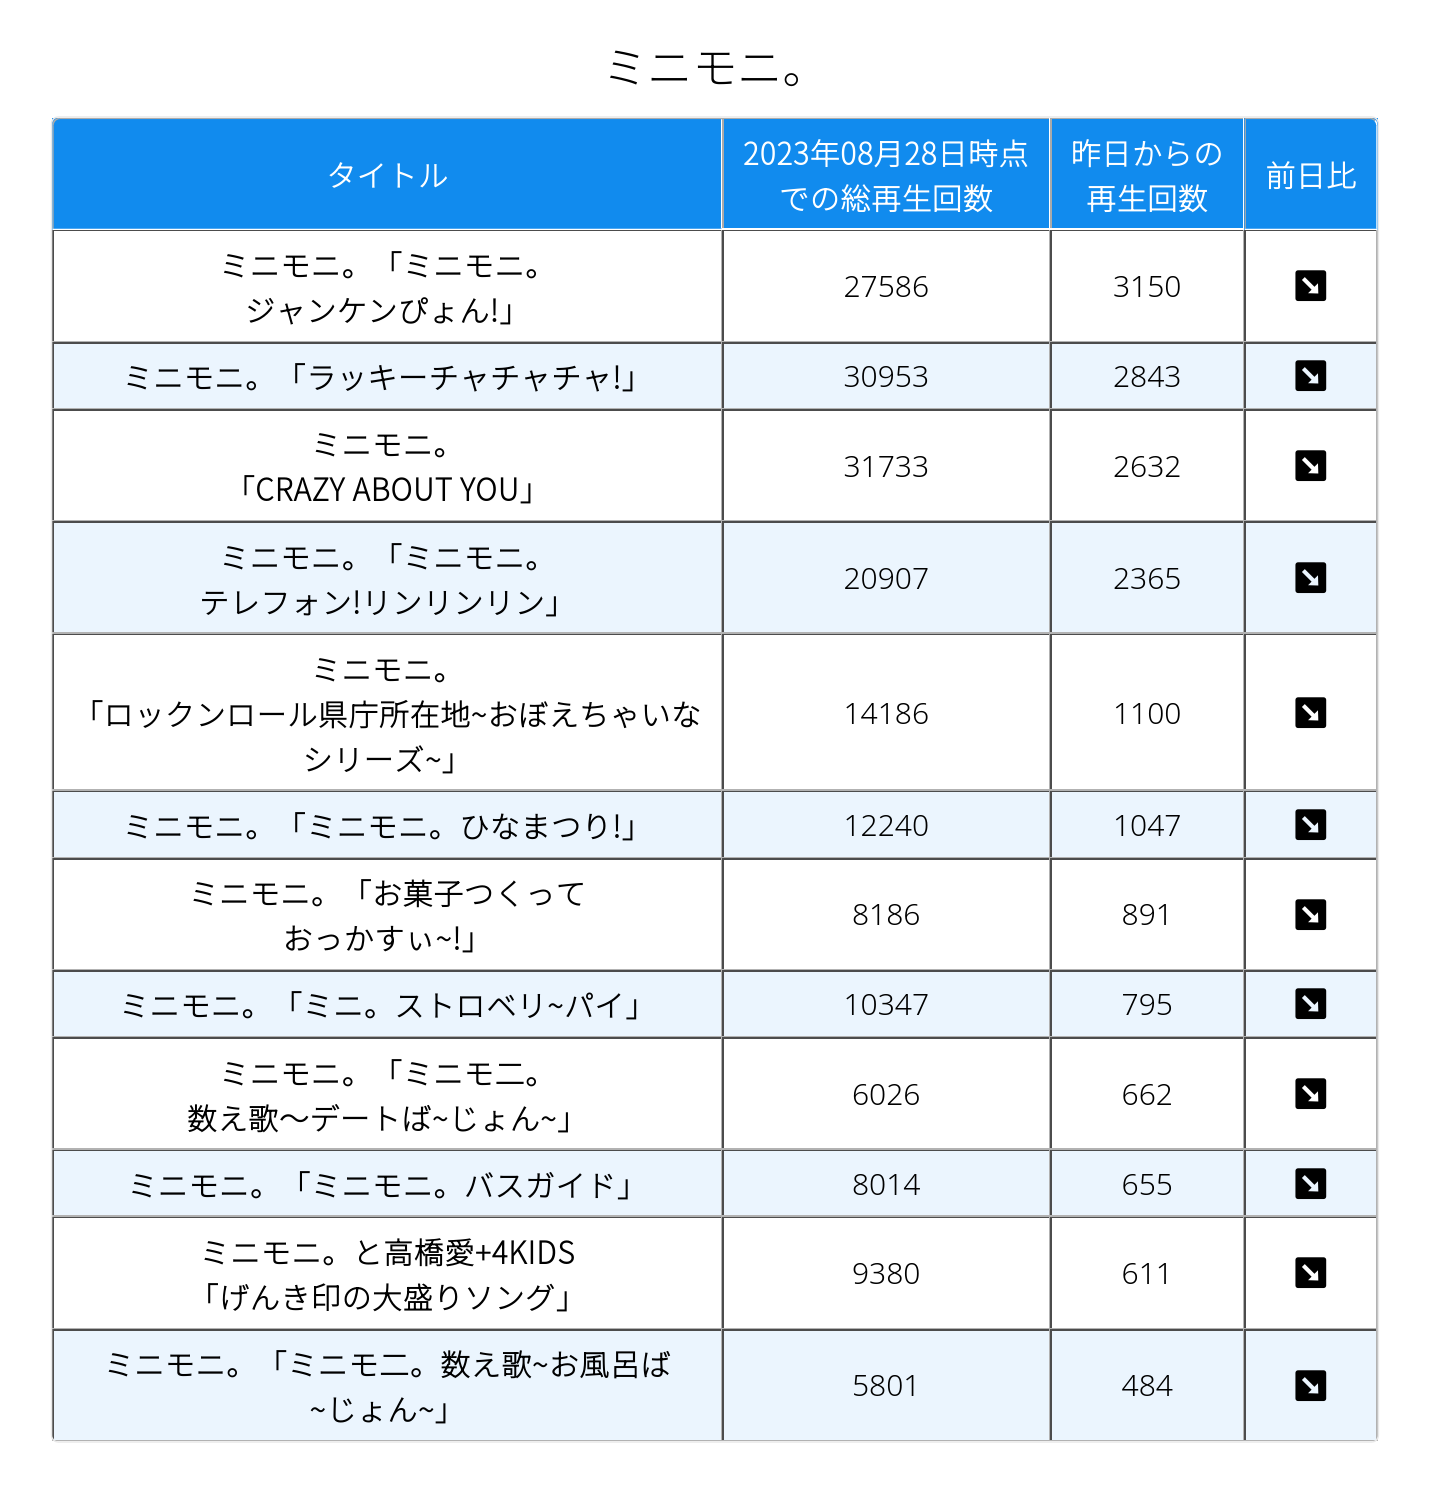 ミニモニ。
タイトル
2023年08月28日時点
での総再生回数
昨日からの
再生回数
前日比
ミニモニ。「ミニモニ。
ジャンケンぴょん!」
27586
3150
ミニモニ。「ラッキーチャチャチャ!」
30953
2843
ミニモニ。
「CRAZY ABOUT YOU」
31733
2632
ミニモニ。「ミニモニ。
テレフォン!リンリンリン」
20907
2365
ミニモニ。
「ロックンロール県庁所在地~おぼえちゃいな
シリーズ~」
14186
1100
ミニモニ。「ミニモニ。ひなまつり!」
12240
1047
ミニモニ。「お菓子つくって
おっかすぃ~!」
8186
891
ミニモニ。「ミニ。ストロベリ~パイ」
10347
795
ミニモニ。「ミニモ二。
数え歌〜デートば~じょん~」
6026
662
ミニモニ。「ミニモニ。バスガイド」
8014
655
ミニモニ。と高橋愛+4KIDS
「げんき印の大盛りソング」
9380
611
ミニモニ。「ミニモ二。数え歌~お風呂ば
~じょん~」
5801
484